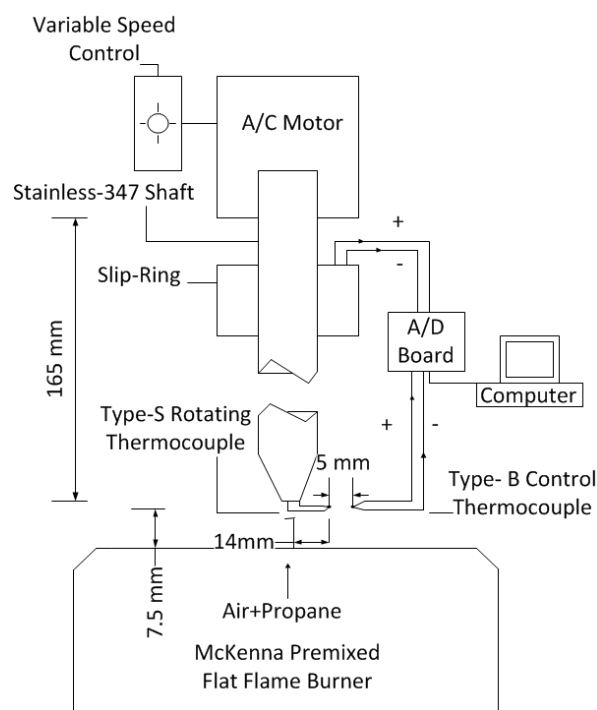 Variable Speed
Control
A/C Motor
Stainless-347 Shaft
+
-
Slip-Ring
A/D
Board
165 mm
Computer
Type-S Rotating
Thermocouple
+
-
5 mm
Type- B Control
Thermocouple
14mm
7.5 mm
Air+Propane
McKenna Premixed
Flat Flame Burner